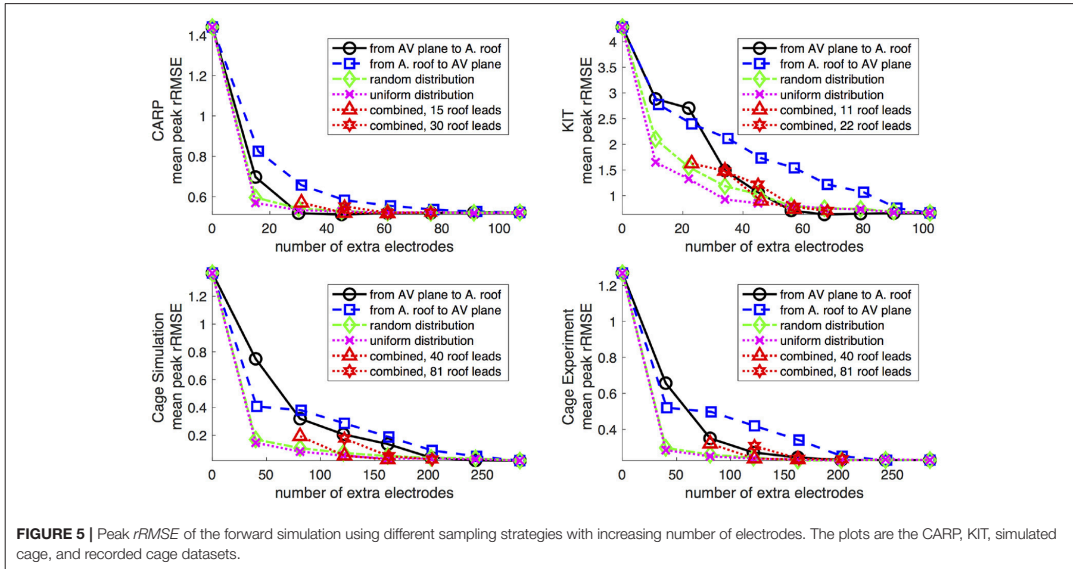 CARP
mean peak rRMSE
1.4
1.2
1
0.8
0.6
0 20 40 60 80 100
number of extra electrodes
from AV plane to A. roof
from A. roof to AV plane
random distribution
uniform distribution
combined, 15 roof leads
combined, 30 roof leads
KIT
mean peak rRMSE
4
3.5
3
2.5
2
1.5
1
0 20 40 60 80 100
number of extra electrodes
from AV plane to A. roof
from A. roof to AV plane
random distribution
uniform distribution
combined, 11 roof leads
combined, 22 roof leads
Cage Simulation
mean peak rRMSE
1.2
1
0.8
0.6
0.4
0.2
0 50 100 150 200 250
number of extra electrodes
from AV plane to A. roof
from A. roof to AV plane
random distribution
uniform distribution
combined, 40 roof leads
combined, 81 roof leads
Cage Experiment
mean peak rRMSE
1.2
1
0.8
0.6
0.4
0 50 100 150 200 250
number of extra electrodes
from AV plane to A. roof
from A. roof to AV plane
random distribution
uniform distribution
combined, 40 roof leads
combined, 81 roof leads
FIGURE 5 | Peak rRMSE of the forward simulation using different sampling strategies with increasing number of electrodes. The plots are the CARP, KIT, simulated
cage, and recorded cage datasets.